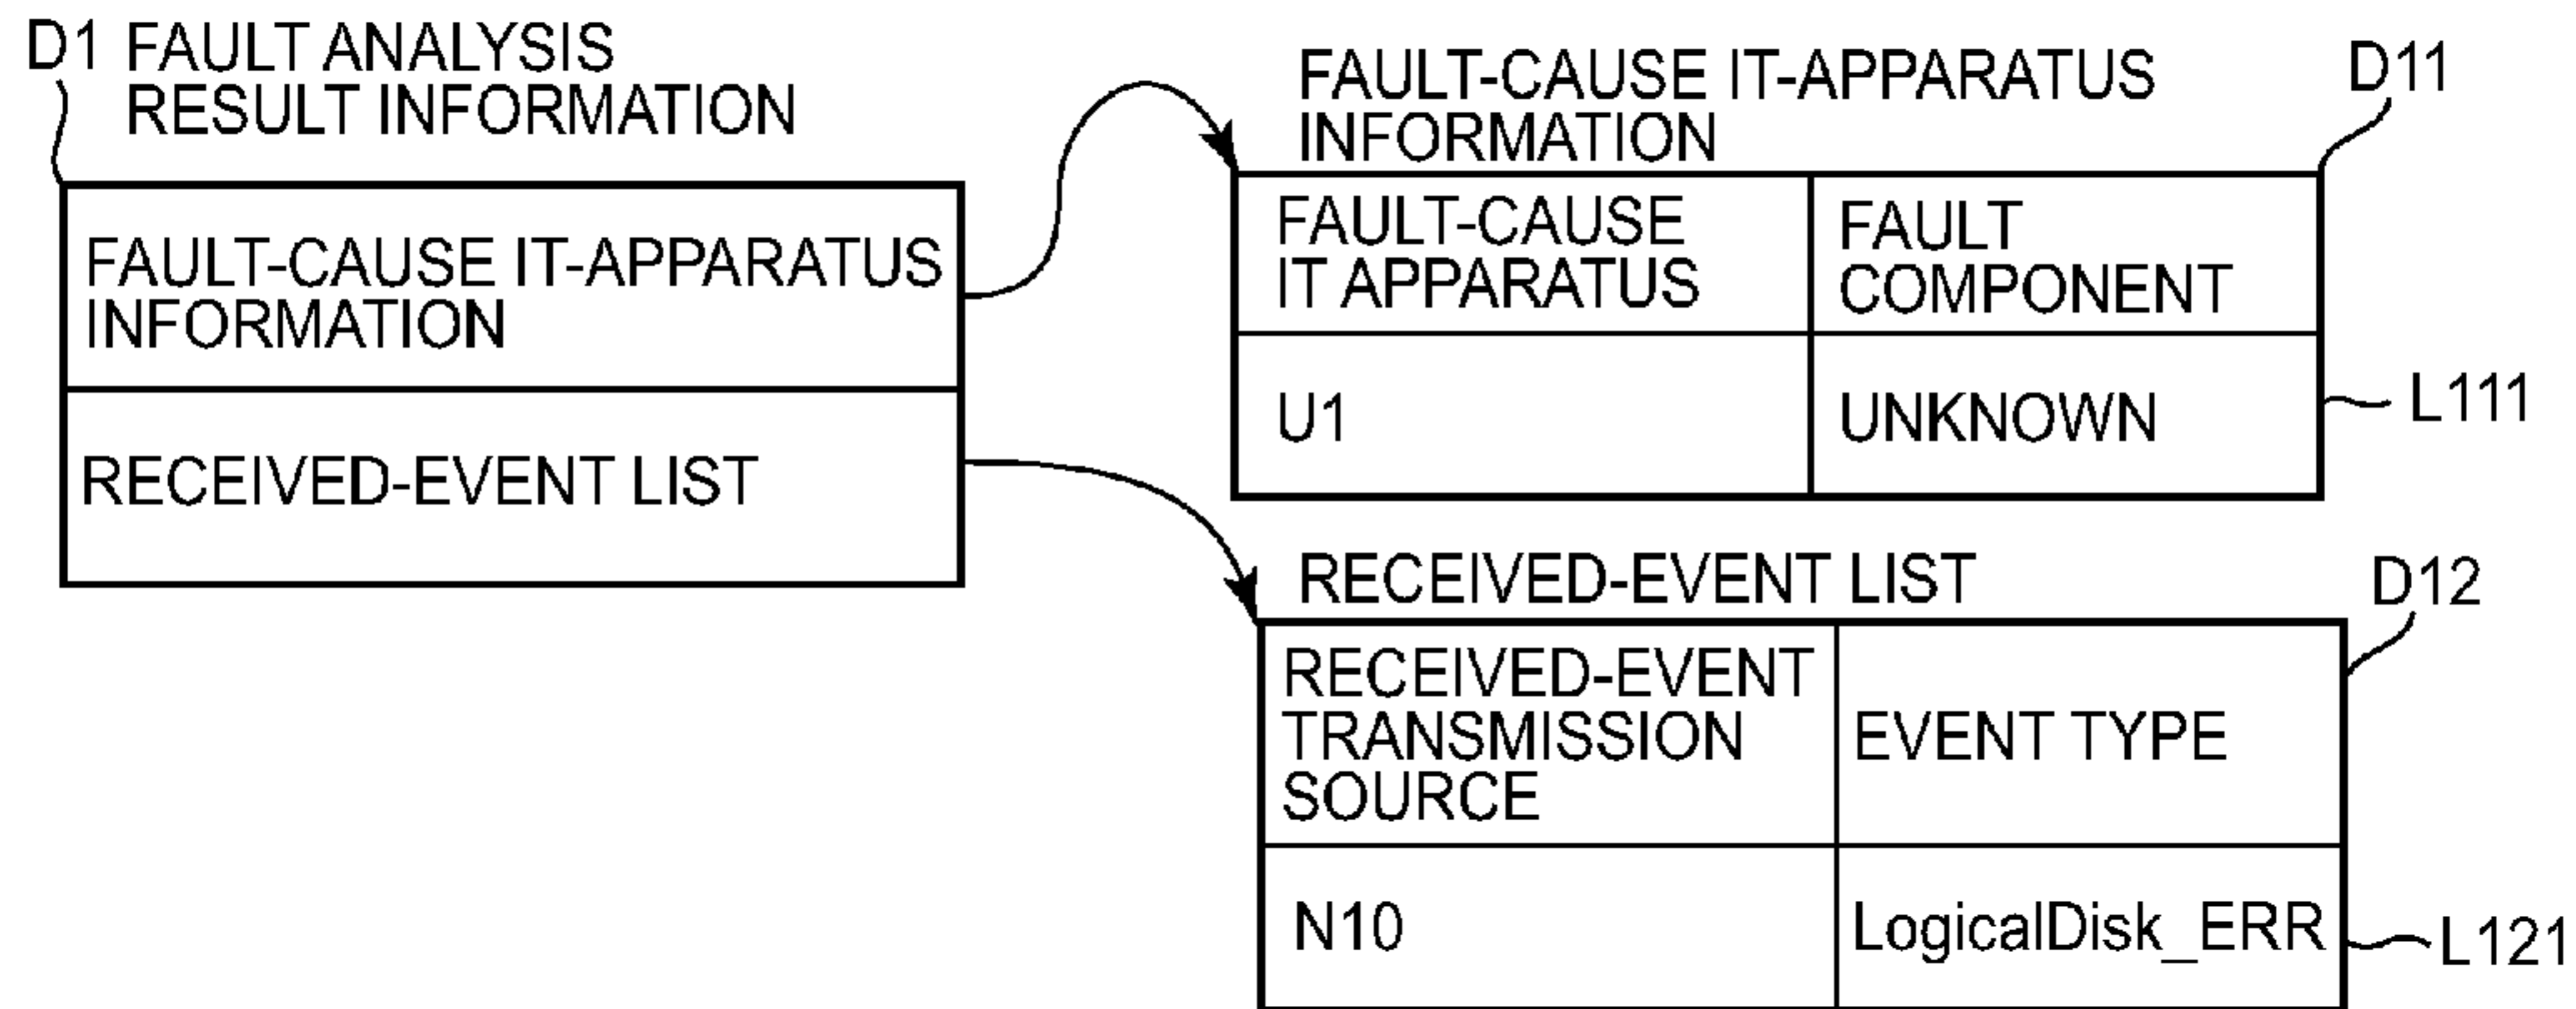 D1 FAULT ANALYSIS
RESULT INFORMATION
FAULT-CAUSE IT-APPARATUS
INFORMATION
RECEIVED-EVENT LIST
FAULT-CAUSE IT-APPARATUS
INFORMATION
D11
FAULT-CAUSE
IT APPARATUS
FAULT
COMPONENT
U1
UNKNOWN
L111
RECEIVED-EVENT LIST
D12
RECEIVED-EVENT
TRANSMISSION
SOURCE
EVENT TYPE
N10
LogicalDisk_ERR
L121